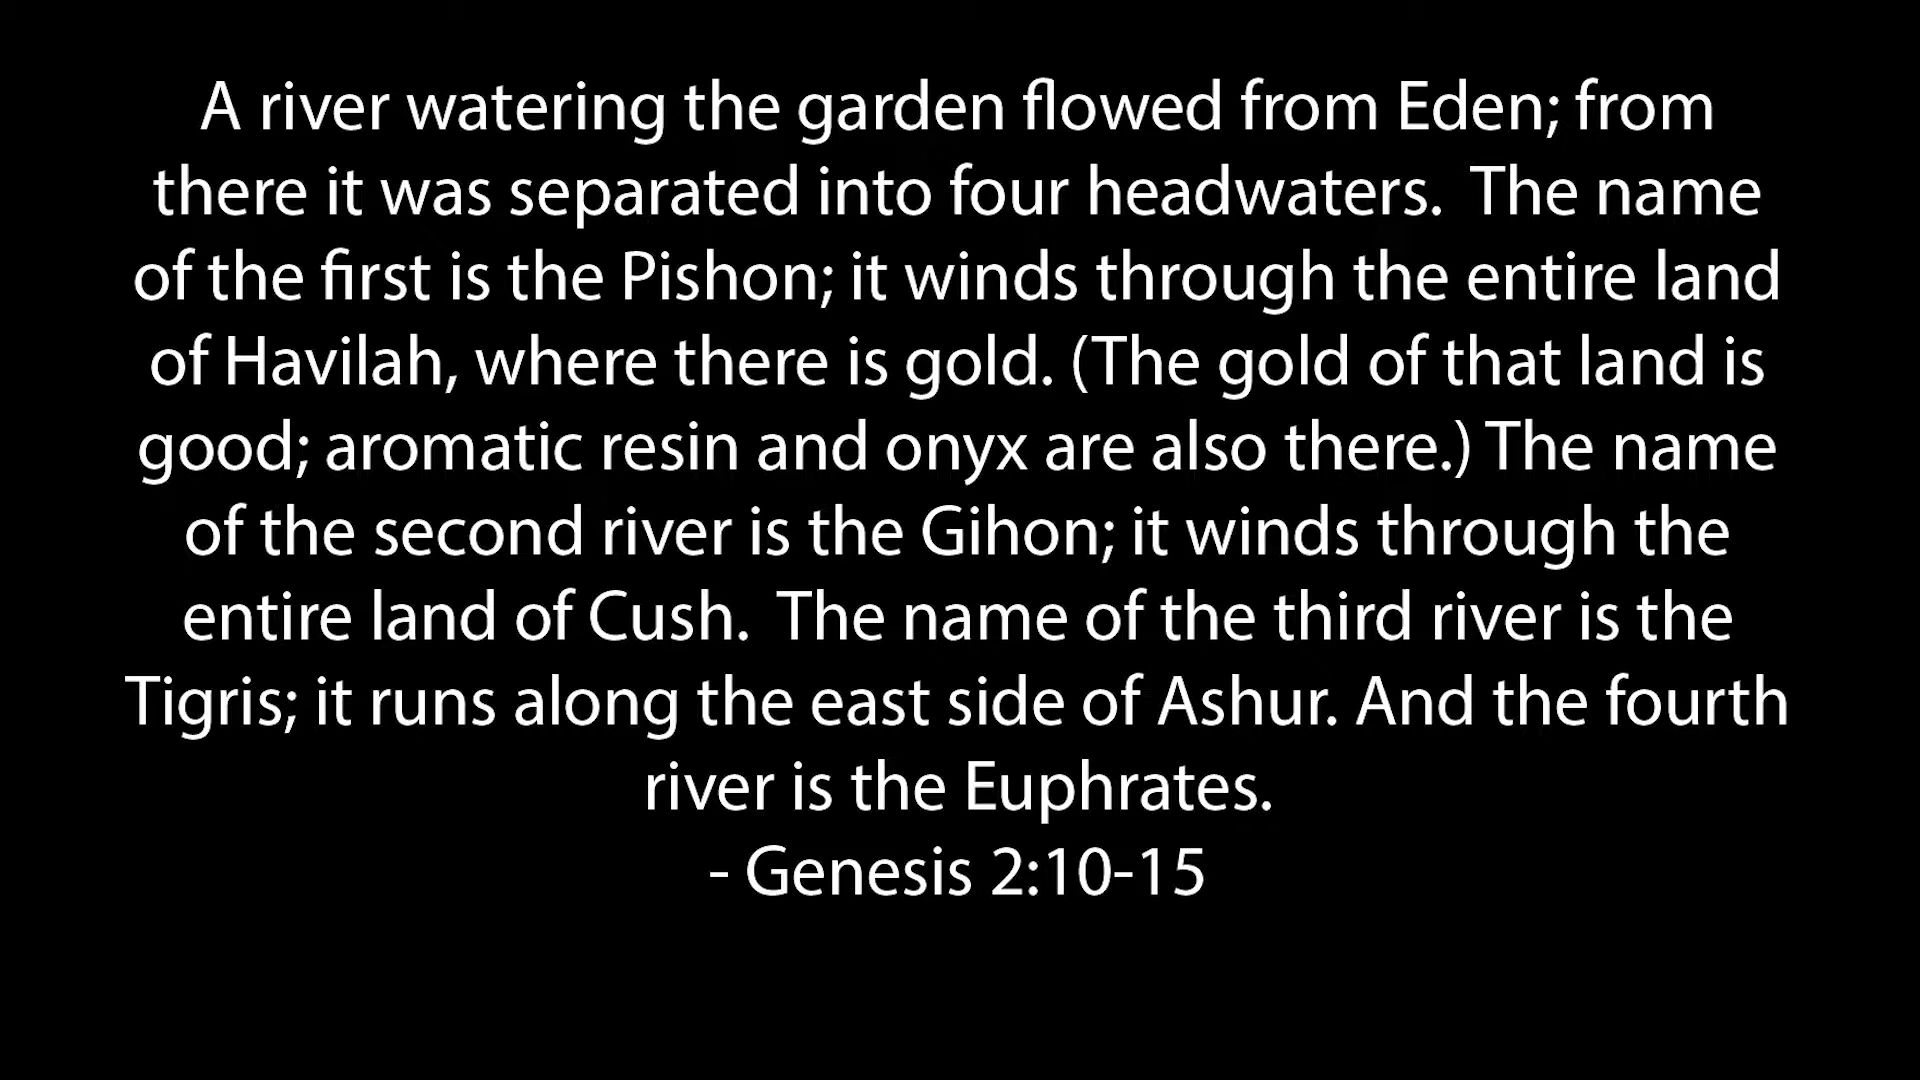 A river watering the garden flowed from Eden; from
there it was separated into four headwaters.  The name
of the first is the Pishon; it winds through the entire land
of Havilah, where there is gold. (The gold of that land is
good; aromatic resin and onyx are also there.) The name
of the second river is the Gihon; it winds through the
entire land of Cush.  The name of the third river is the
Tigris; it runs along the east side of Ashur. And the fourth
river is the Euphrates.
- Genesis 2:10-15